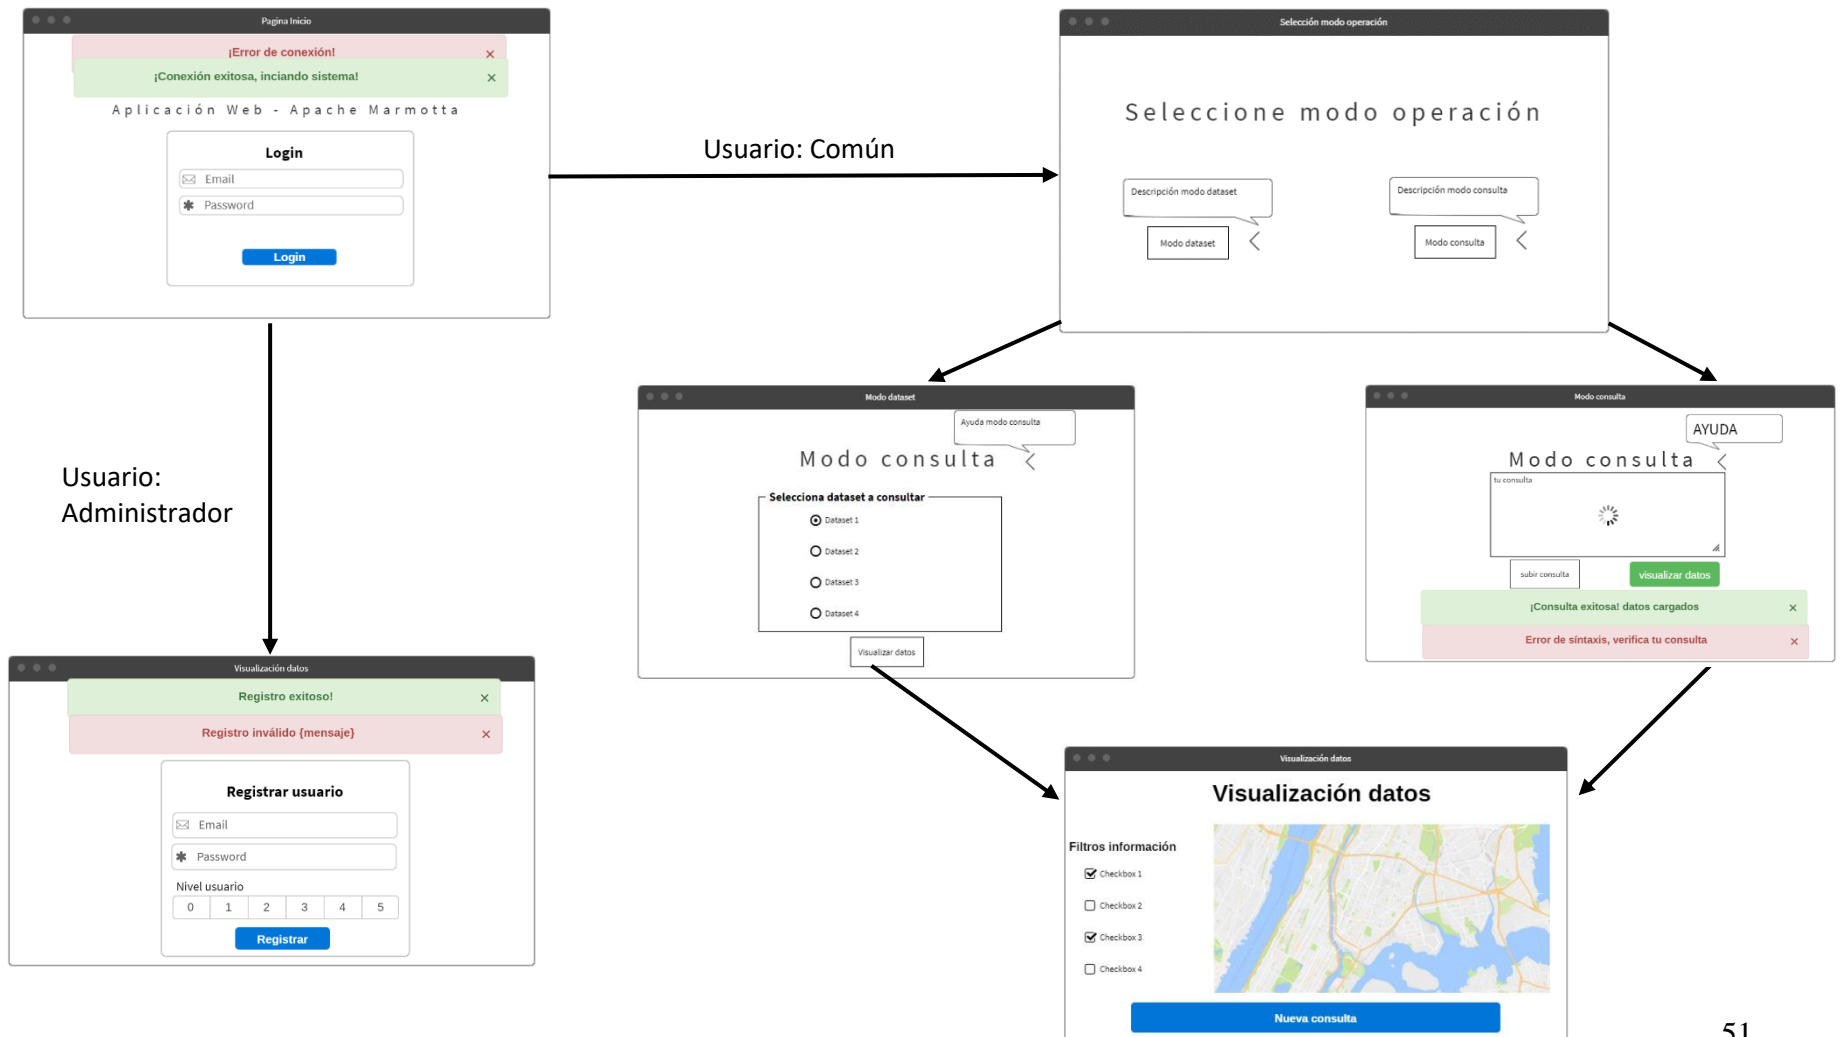 Pagina Inicio
¡Error de conexión!
¡Conexión exitosa, inciando sistema!
Aplicación Web - Apache Marmotta
Login
Email
Password
Login
Usuario: Común
Selección modo operación
Seleccione modo operación
Descripción modo dataset
Modo dataset
Descripción modo consulta
Modo consulta
Usuario:
Administrador
Modo dataset
Ayuda modo consulta
Modo consulta
Selecciona dataset a consultar
Dataset 1
Dataset 2
Dataset 3
Dataset 4
Visualizar datos
Modo consulta
AYUDA
Modo consulta
tu consulta
subir consulta
visualizar datos
¡Consulta exitosa! datos cargados
Error de síntaxis, verifica tu consulta
Visualización datos
Registro exitoso!
Registro inválido {mensaje}
Registrar usuario
Email
Password
Nivel usuario
0 1 2 3 4 5
Registrar
Visualización datos
Visualización datos
Filtros información
Checkbox 1
Checkbox 2
Checkbox 3
Checkbox 4
Nueva consulta
51